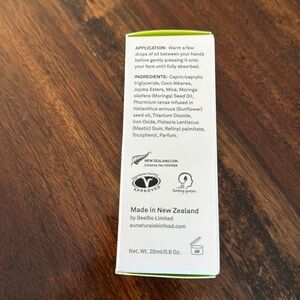 APPLICATION: Warm a few
drops of oil between your hands
before gently pressing it onto
your face until fully absorbed.
INGREDIENTS: Capric/caprylic
triglyceride, Coco Alkanes,
Jojoba Esters, Mica, Moringa
oleifera (Moringa) Seed Oil,
Phormium tenax infused in
Helianthus annuus (Sunflower)
seed oil, Titanium Dioxide,
Iron Oxide, Pistacia Lentiscus
(Mastic) Gum, Retinyl palmitate,
Tocopherol, Parfum.
NEW ZEALAND.COM
Licence No.
APPROVED
Made in New Zealand
by BeeBio Limited
aunaturalskinfood.com
Net. Wt. 20ml/0.6 Oz.